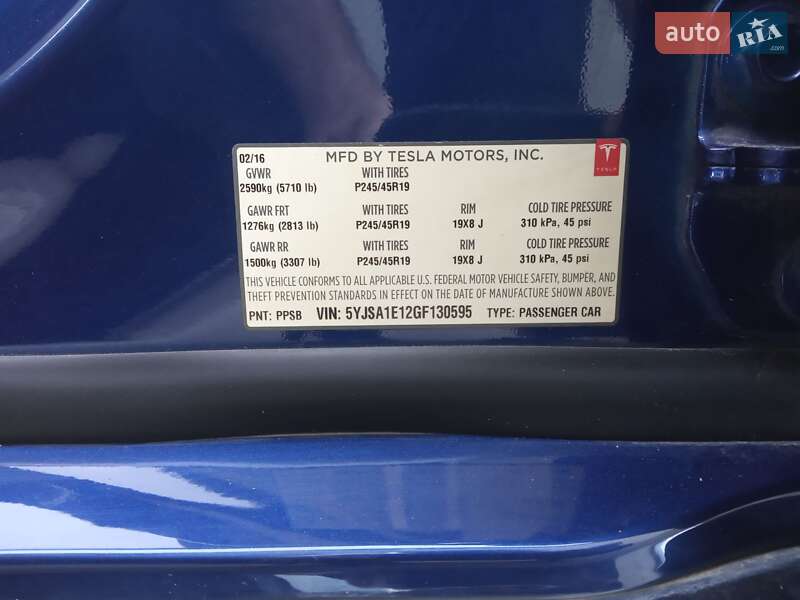 auto RIA .com
02/16 MFD BY TESLA MOTORS, INC.
TESLA
GVWR WITH TIRES
2590kg (5710 lb) P245/45R19
GAWR FRT WITH TIRES RIM COLD TIRE PRESSURE
1276kg (2813 lb) P245/45R19 19X8 J 310 kPa, 45 psi
GAWR RR WITH TIRES RIM COLD TIRE PRESSURE
1500kg (3307 lb) P245/45R19 19X8 J 310 kPa, 45 psi
THIS VEHICLE CONFORMS TO ALL APPLICABLE U.S. FEDERAL MOTOR VEHICLE SAFETY, BUMPER, AND
THEFT PREVENTION STANDARDS IN EFFECT ON THE DATE OF MANUFACTURE SHOWN ABOVE.
PNT: PPSB VIN: 5YJSA1E12GF130595 TYPE: PASSENGER CAR